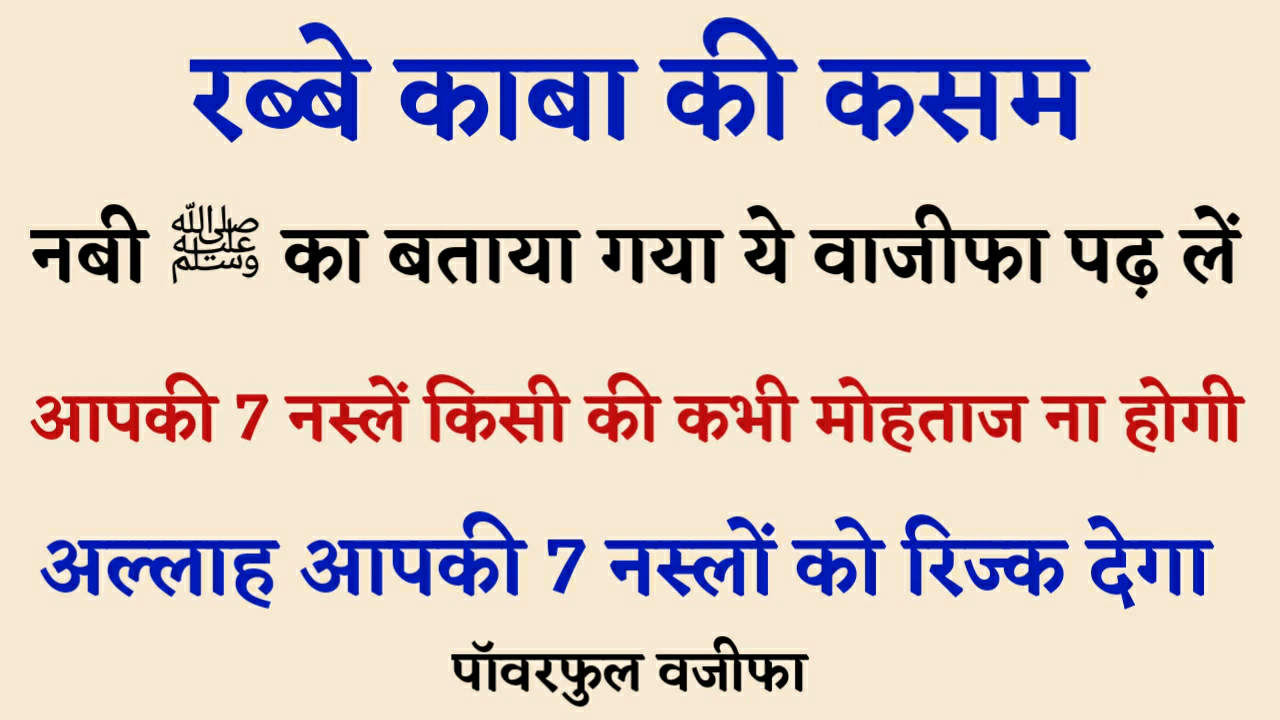 रब्बे काबा की कसम
नबी ﷺ का बताया गया ये वाजीफा पढ़ लें
आपकी 7 नस्लें किसी की कभी मोहताज ना होगी
अल्लाह आपकी 7 नस्लों को रिज्क देगा
पॉवरफुल वजीफा